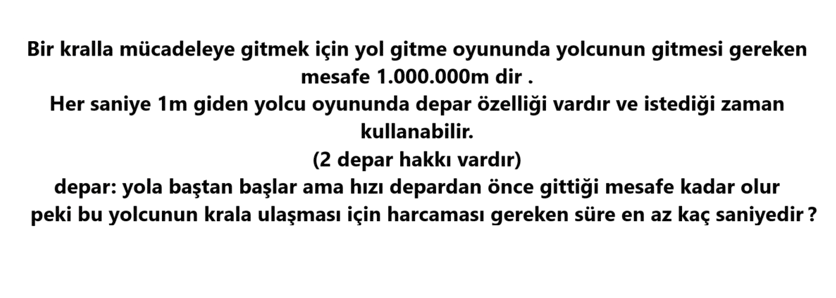 Bir kralla mücadeleye gitmek için yol gitme oyununda yolcunun gitmesi gereken
mesafe 1.000.000m dir .
Her saniye 1m giden yolcu oyununda depar özelliği vardır ve istediği zaman
kullanabilir.
(2 depar hakkı vardır)
depar: yola baştan başlar ama hızı depardan önce gittiği mesafe kadar olur
peki bu yolcunun krala ulaşması için harcaması gereken süre en az kaç saniyedir ?